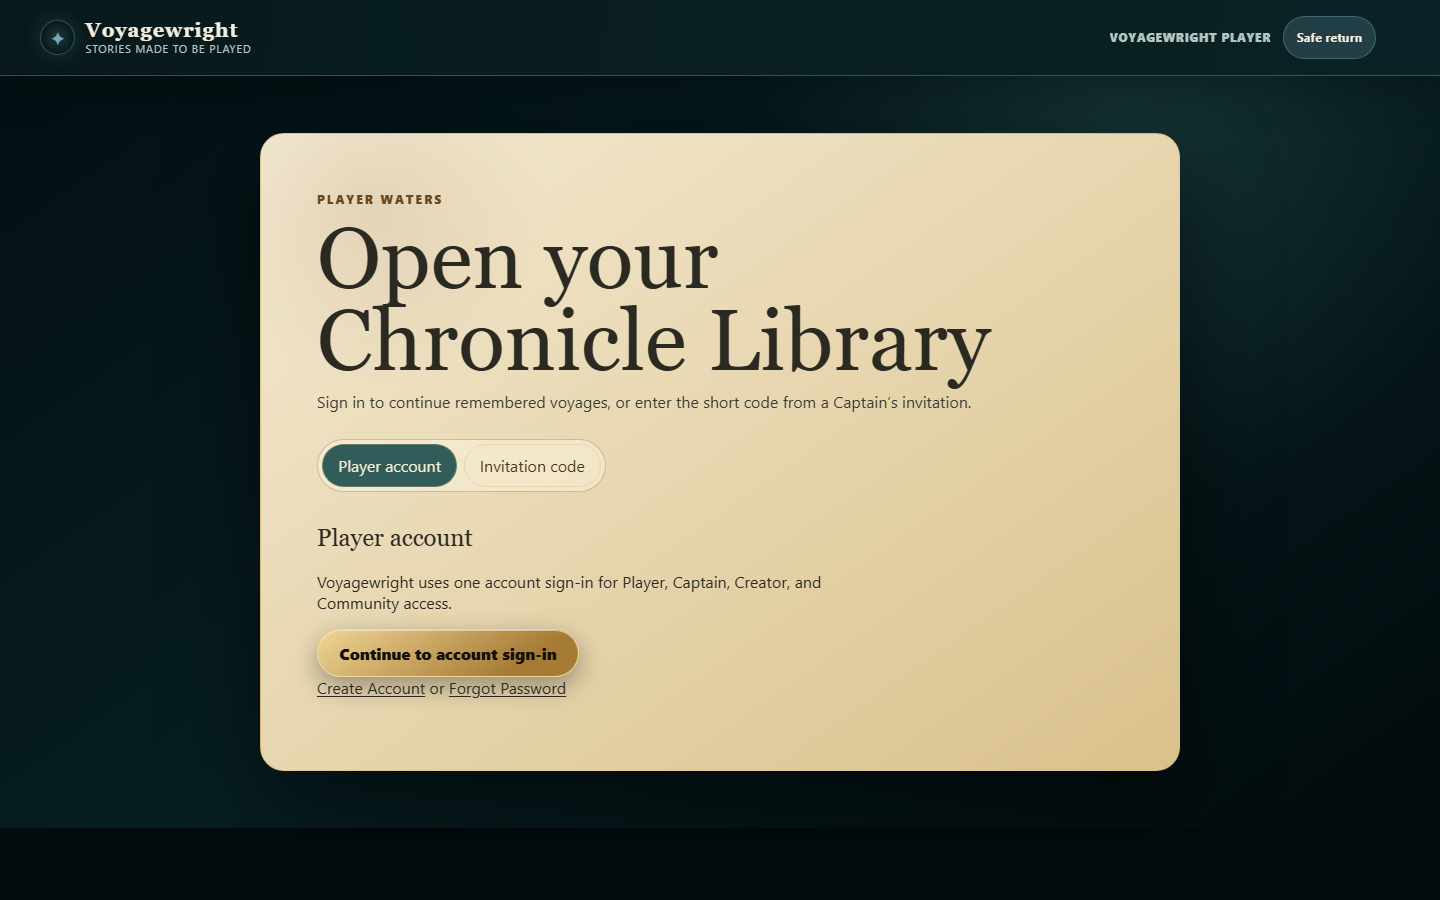 Voyagewright
STORIES MADE TO BE PLAYED
VOYAGEWRIGHT PLAYER
Safe return
PLAYER WATERS
Open your
Chronicle Library
Sign in to continue remembered voyages, or enter the short code from a Captain's invitation.
Player account
Invitation code
Player account
Voyagewright uses one account sign-in for Player, Captain, Creator, and
Community access.
Continue to account sign-in
Create Account or Forgot Password